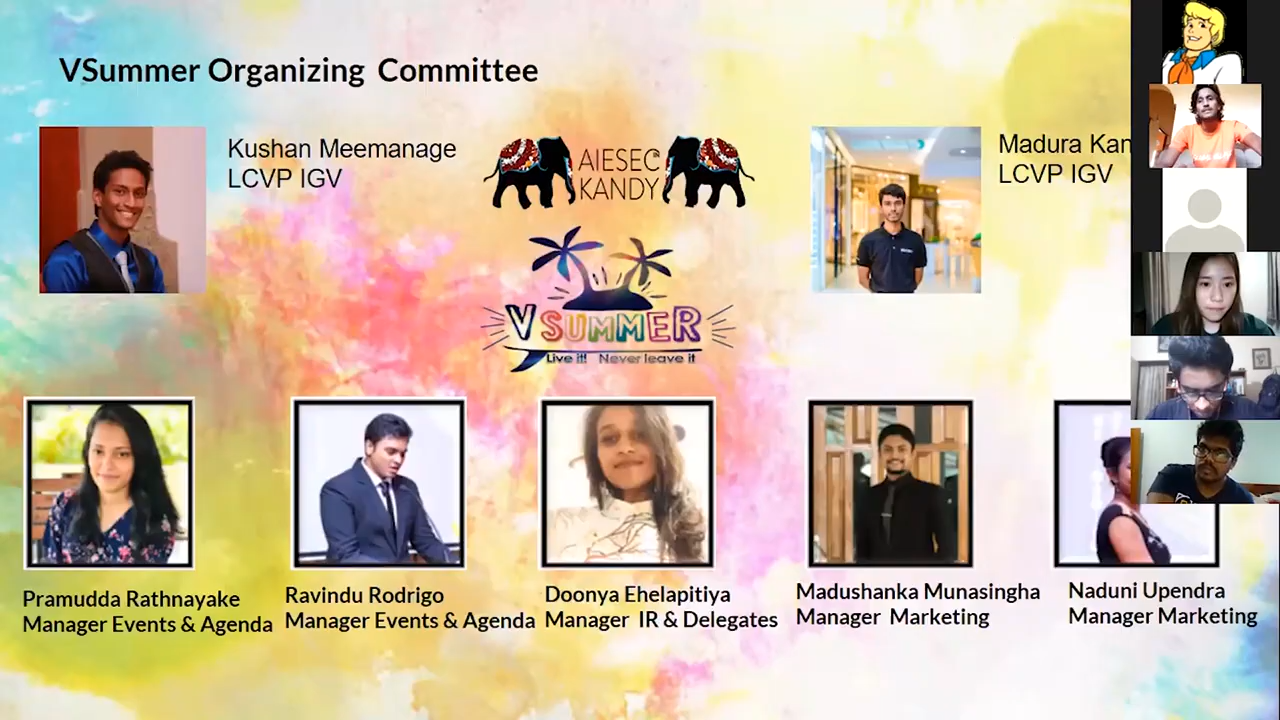 VSummer Organizing Committee
Kushan Meemanage
LCVP IGV
AIESEC
KANDY
Madura
LCVP IGV
V SUMMER
Live it! Never leave it
Pramudda Rathnayake
Manager Events & Agenda
Ravindu Rodrigo
Manager Events & Agenda
Doonya Ehelapitiya
Manager IR & Delegates
Madushanka Munasingha
Manager Marketing
Naduni Upendra
Manager Marketing